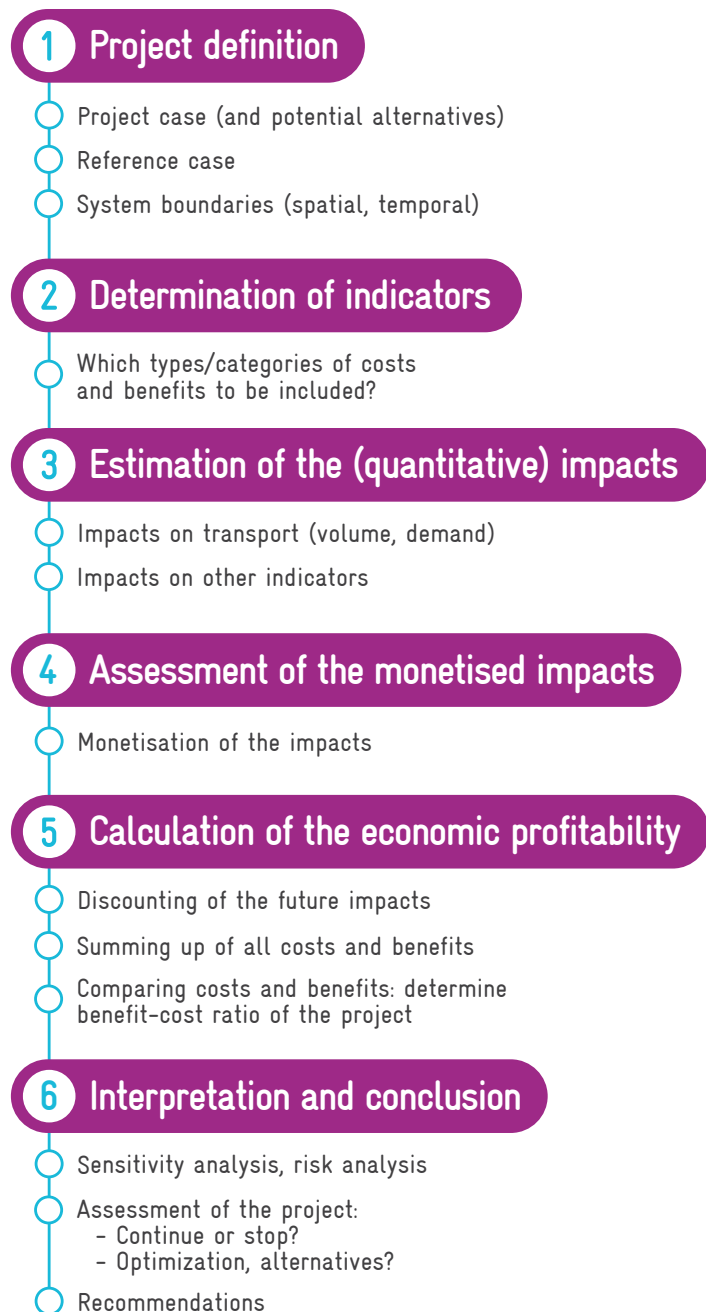 1 Project definition
Project case (and potential alternatives)
Reference case
System boundaries (spatial, temporal)
2 Determination of indicators
Which types/categories of costs
and benefits to be included?
3 Estimation of the (quantitative) impacts
Impacts on transport (volume, demand)
Impacts on other indicators
4 Assessment of the monetised impacts
Monetisation of the impacts
5 Calculation of the economic profitability
Discounting of the future impacts
Summing up of all costs and benefits
Comparing costs and benefits: determine
benefit-cost ratio of the project
6 Interpretation and conclusion
Sensitivity analysis, risk analysis
Assessment of the project:
- Continue or stop?
- Optimization, alternatives?
Recommendations